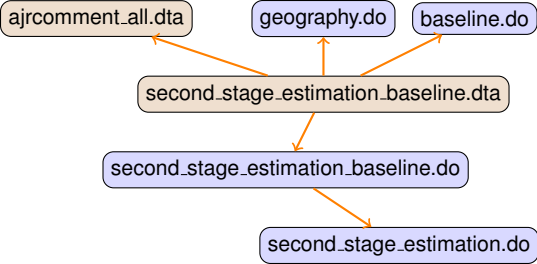 ajrcomment_all.dta
geography.do
baseline.do
second_stage_estimation_baseline.dta
second_stage_estimation_baseline.do
second_stage_estimation.do